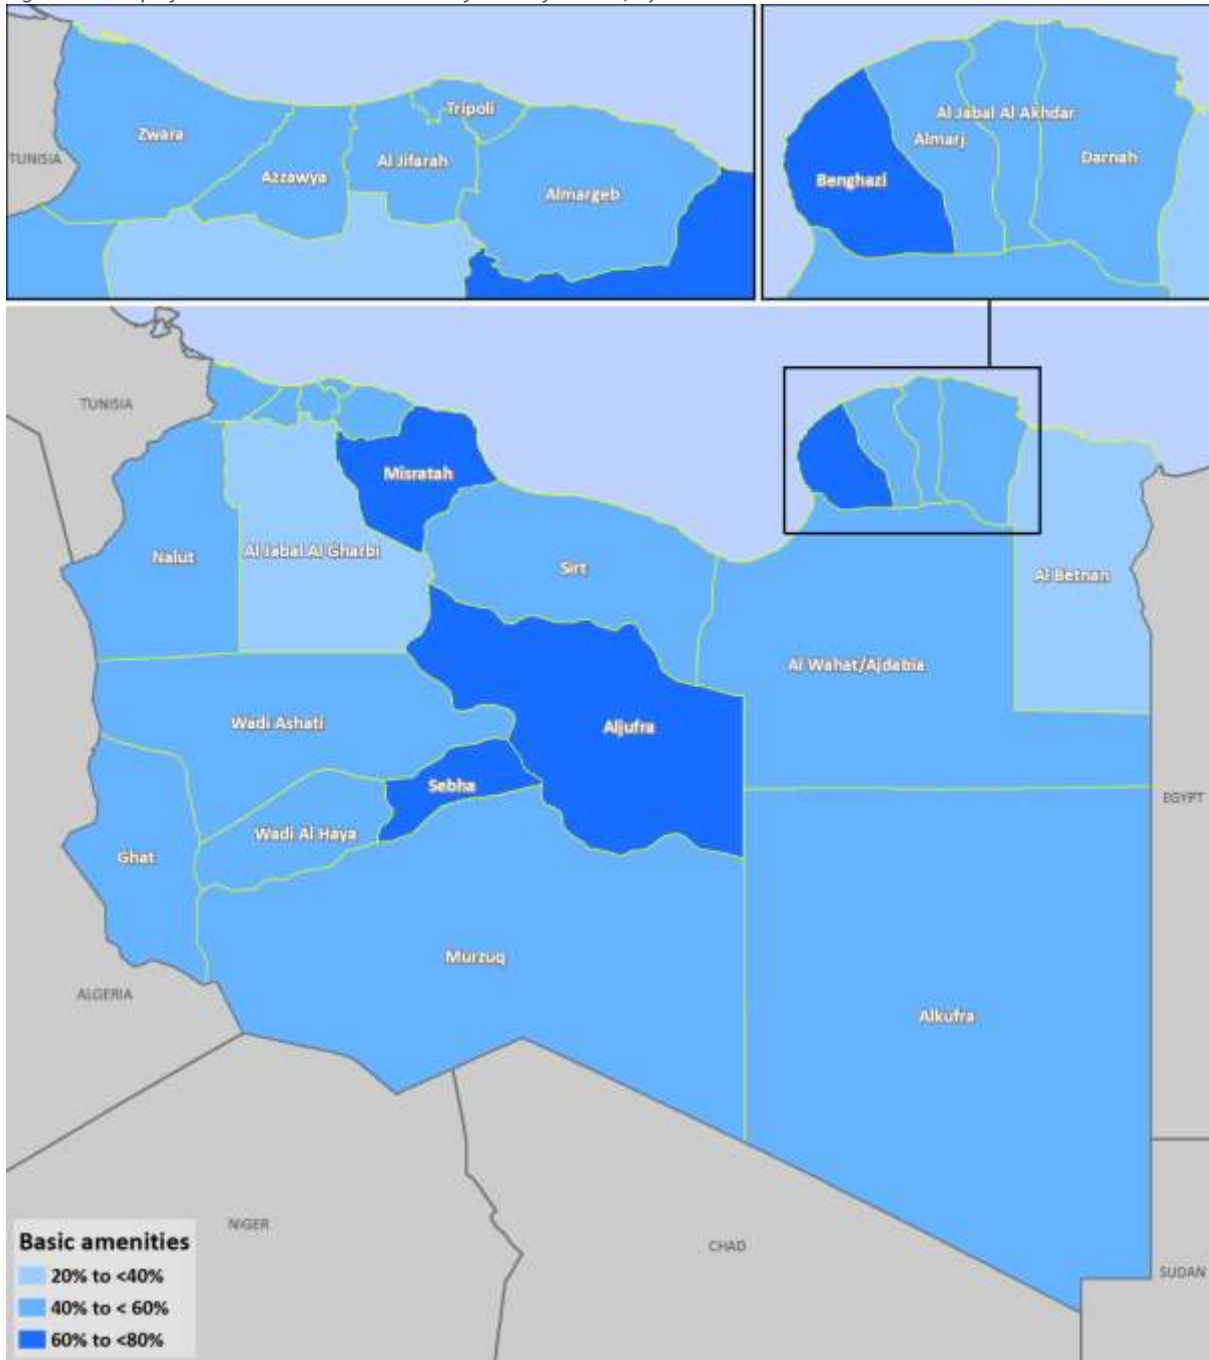 Zwara
Tripoli
TUNISIA
Azzawya
Al Jifarah
Almargeb
Al Jabal Al Akhdar
Almarj
Darnah
Benghazi
TUNISIA
Misratah
Nalut
Al Jabal Al Gharbi
Sirt
Al Betnan
Al Wahat/Ajdabia
Wadi Ashati
Aljufra
Sebha
EGYPT
Wadi Al Haya
Ghat
Murzuq
ALGERIA
Alkufra
NIGER
CHAD
SUDAN
Basic amenities
20% to <40%
40% to < 60%
60% to <80%